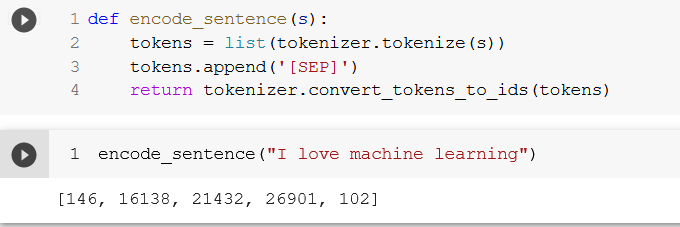 1 def encode_sentence(s):
2     tokens = list(tokenizer.tokenize(s))
3     tokens.append('[SEP]')
4     return tokenizer.convert_tokens_to_ids(tokens)
1 encode_sentence("I love machine learning")
[146, 16138, 21432, 26901, 102]